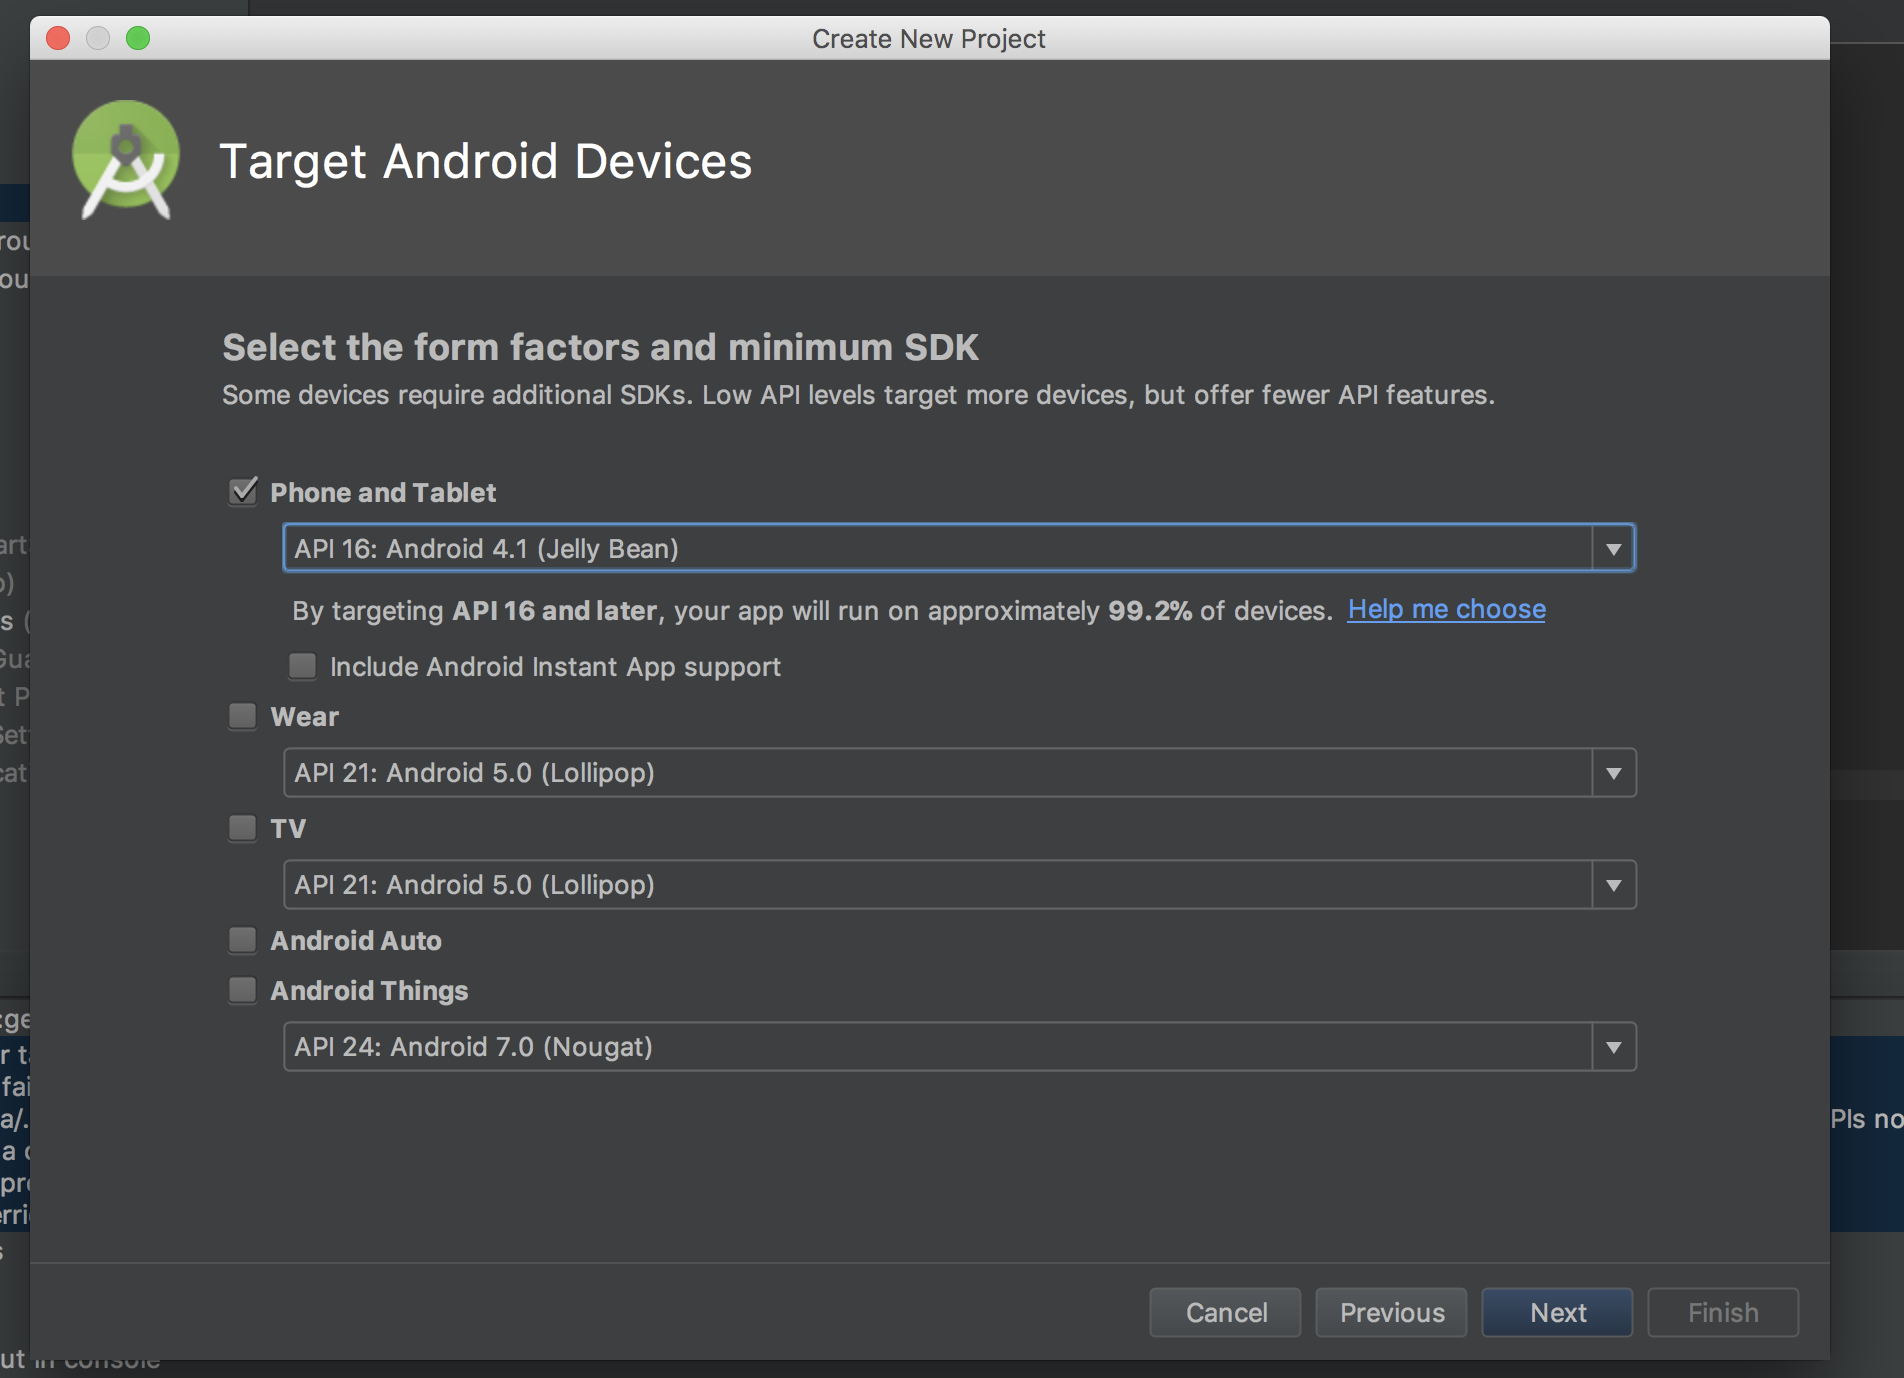 Create New Project
Target Android Devices
Select the form factors and minimum SDK
Some devices require additional SDKs. Low API levels target more devices, but offer fewer API features.
Phone and Tablet
API 16: Android 4.1 (Jelly Bean)
By targeting API 16 and later, your app will run on approximately 99.2% of devices. Help me choose
Include Android Instant App support
Wear
API 21: Android 5.0 (Lollipop)
TV
API 21: Android 5.0 (Lollipop)
Android Auto
Android Things
API 24: Android 7.0 (Nougat)
Cancel Previous Next Finish